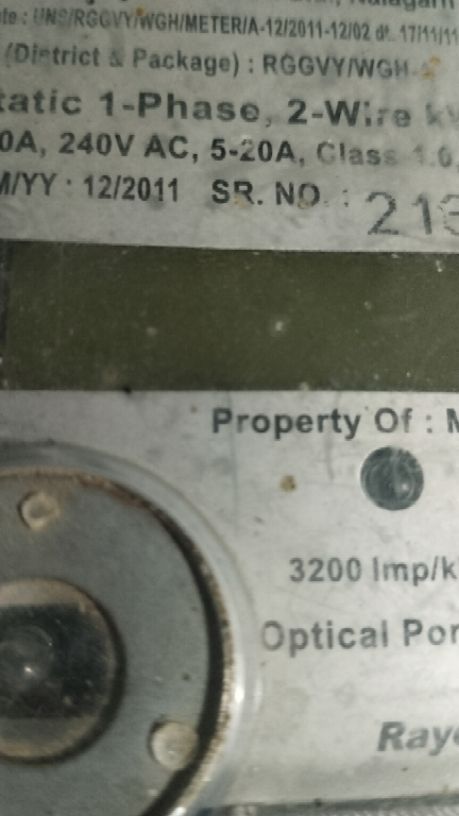 ate : UNS/RGGVY/WGH/METER/A-12/2011-12/02 dt. 17/11/11
(District & Package) : RGGVY/WGH-
tatic 1-Phase, 2-Wire k
0A, 240V AC, 5-20A, Class 1.0,
M/YY : 12/2011 SR. NO. : 213
Property Of : M
3200 Imp/k
Optical Por
Ray